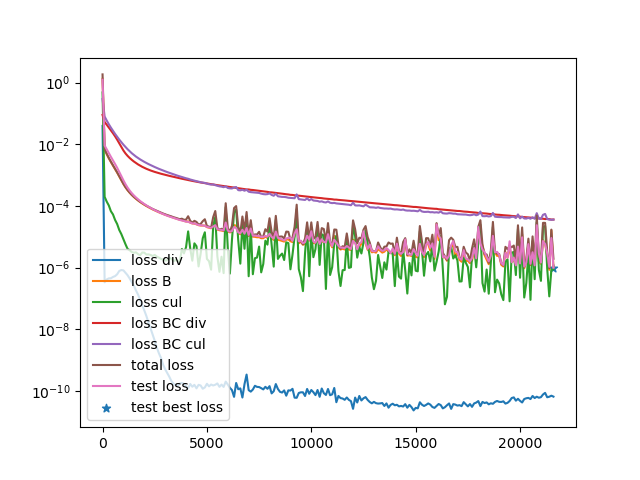 10^0
10^-2
10^-4
10^-6
10^-8
10^-10
loss div
loss B
loss cul
loss BC div
loss BC cul
total loss
test loss
test best loss
0 5000 10000 15000 20000